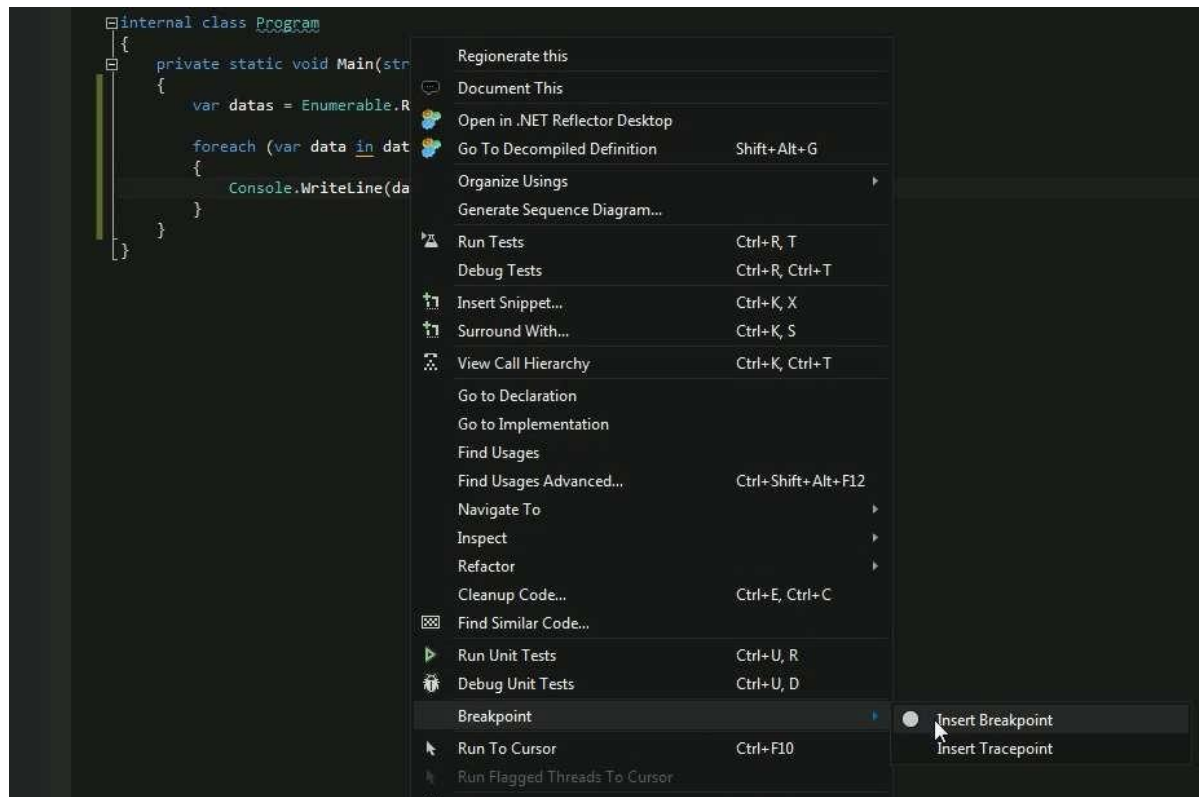 internal class Program
{
private static void Main(str
{
var datas = Enumerable.R
foreach (var data in dat
{
Console.WriteLine(da
}
}
}
Regionerate this
Document This
Open in .NET Reflector Desktop
Go To Decompiled Definition Shift+Alt+G
Organize Usings
Generate Sequence Diagram...
Run Tests Ctrl+R, T
Debug Tests Ctrl+R, Ctrl+T
Insert Snippet... Ctrl+K, X
Surround With... Ctrl+K, S
View Call Hierarchy Ctrl+K, Ctrl+T
Go to Declaration
Go to Implementation
Find Usages
Find Usages Advanced... Ctrl+Shift+Alt+F12
Navigate To
Inspect
Refactor
Cleanup Code... Ctrl+E, Ctrl+C
Find Similar Code...
Run Unit Tests Ctrl+U, R
Debug Unit Tests Ctrl+U, D
Breakpoint
Insert Breakpoint
Insert Tracepoint
Run To Cursor Ctrl+F10
Run Flagged Threads To Cursor